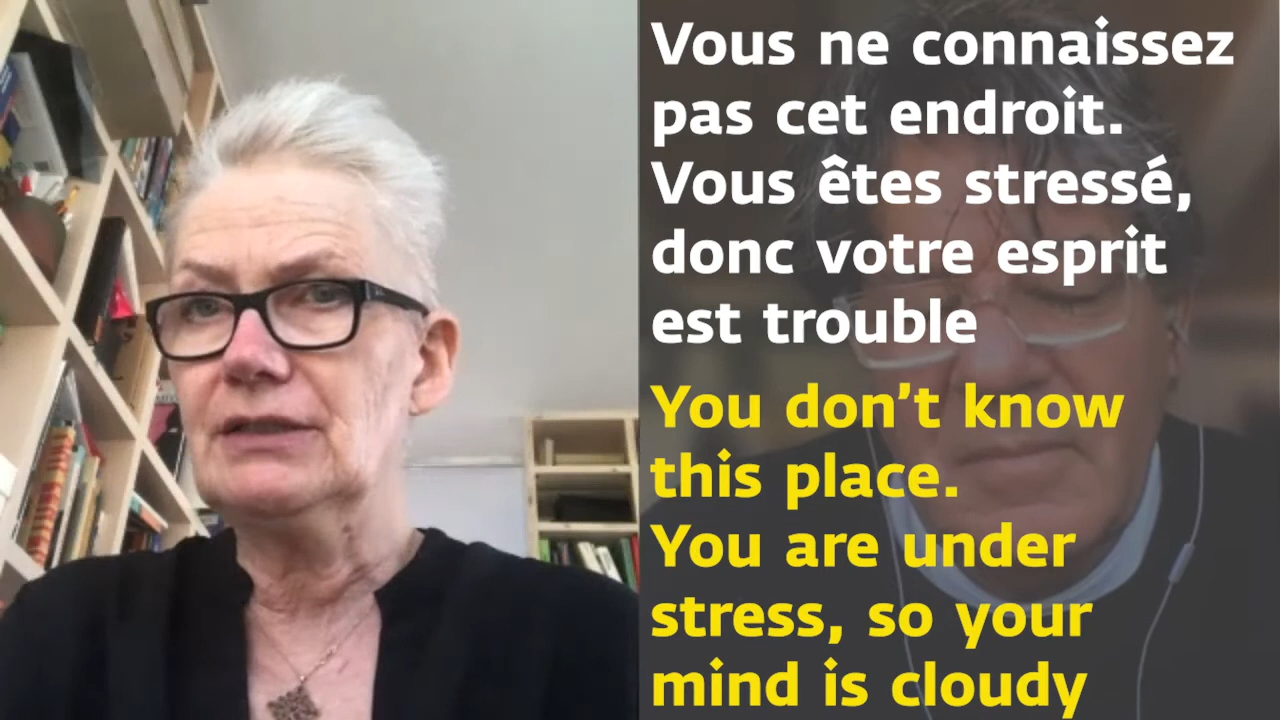 Vous ne connaissez
pas cet endroit.
Vous êtes stressé,
donc votre esprit
est trouble
You don't know
this place.
You are under
stress, so your
mind is cloudy